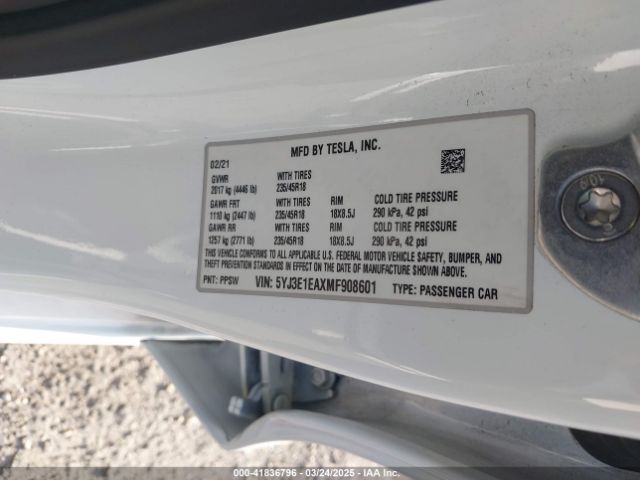 MFD BY TESLA, INC.
02/21
GVWR WITH TIRES
2017 kg (4446 lb) 235/45R18
GAWR FRT WITH TIRES RIM COLD TIRE PRESSURE
1110 kg (2447 lb) 235/45R18 18X8.5J 290 kPa, 42 psi
GAWR RR WITH TIRES RIM COLD TIRE PRESSURE
1257 kg (2771 lb) 235/45R18 18X8.5J 290 kPa, 42 psi
THIS VEHICLE CONFORMS TO ALL APPLICABLE U.S. FEDERAL MOTOR VEHICLE SAFETY, BUMPER, AND
THEFT PREVENTION STANDARDS IN EFFECT ON THE DATE OF MANUFACTURE SHOWN ABOVE.
PNT: PPSW VIN: 5YJ3E1EAXMF908601 TYPE: PASSENGER CAR
000-41836796 - 03/24/2025 - IAA Inc.